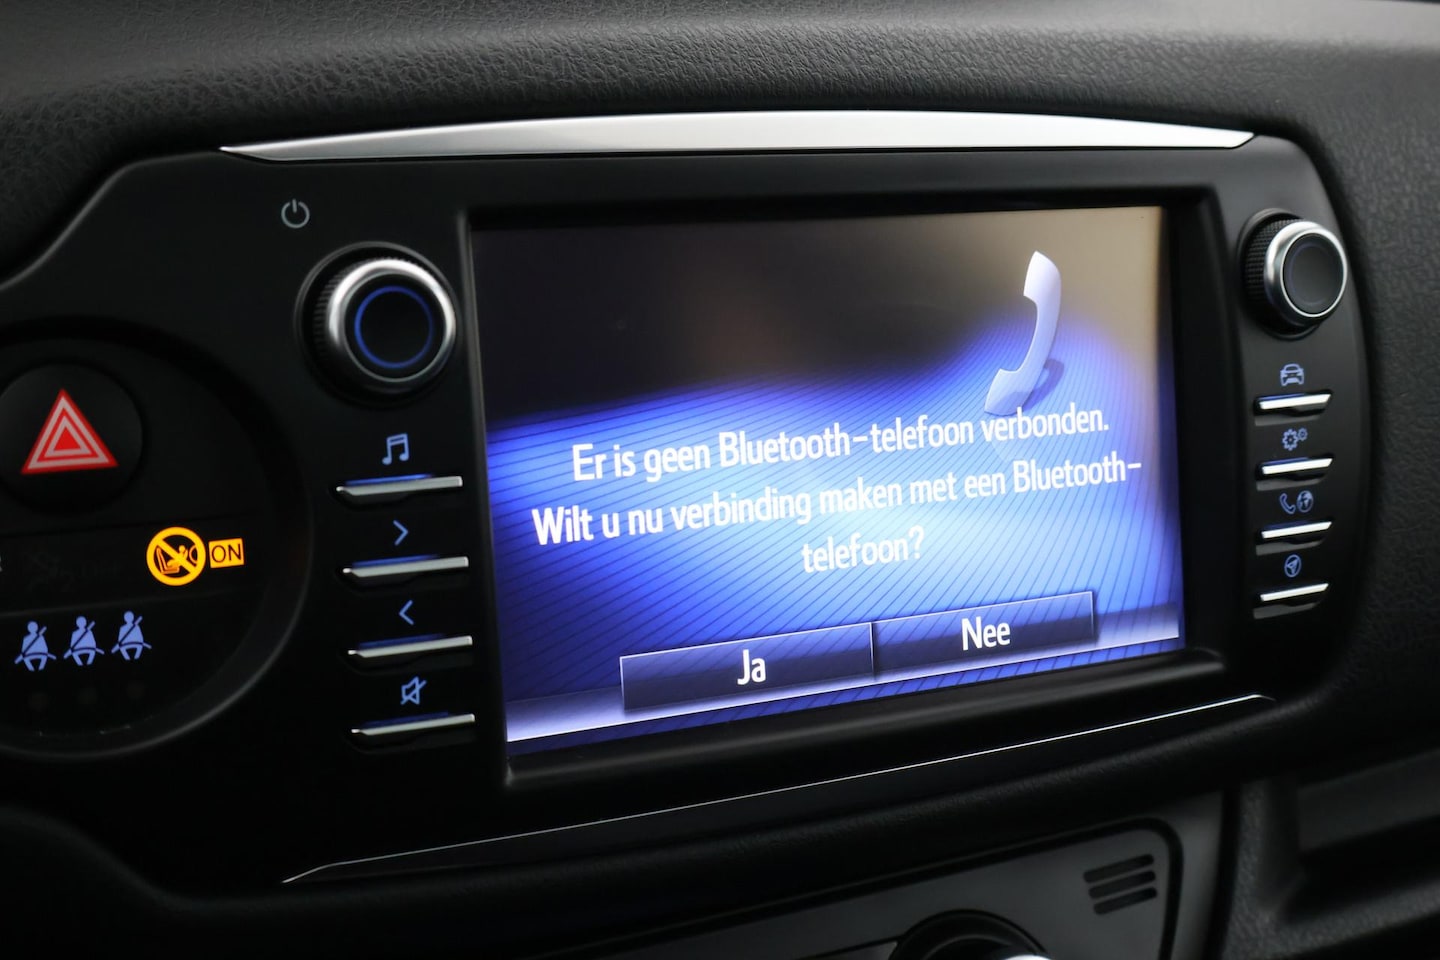 Er is geen Bluetooth-telefoon verbonden.
Wilt u nu verbinding maken met een Bluetooth-
telefoon?
Ja
Nee
ON